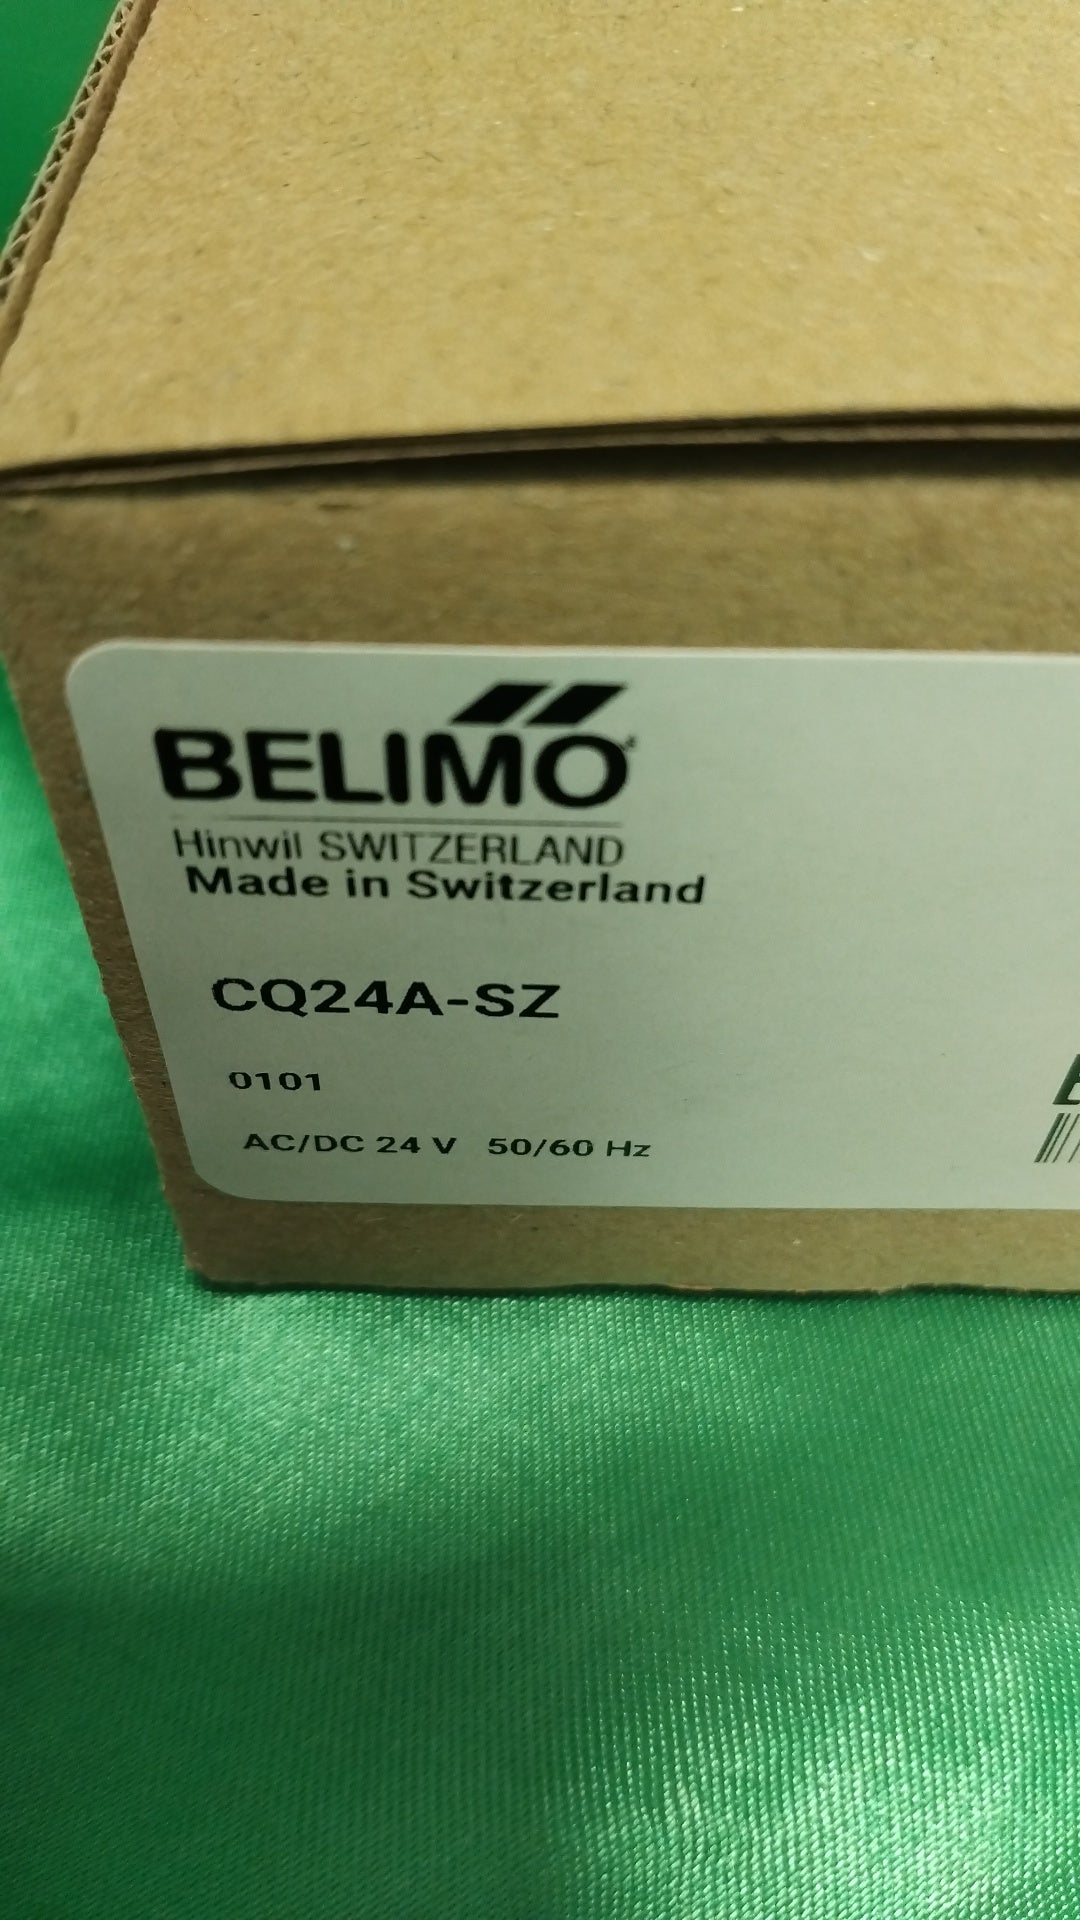 BELIMO
Hinwil SWITZERLAND
Made in Switzerland
CQ24A-SZ
0101
AC/DC 24 V 50/60 Hz